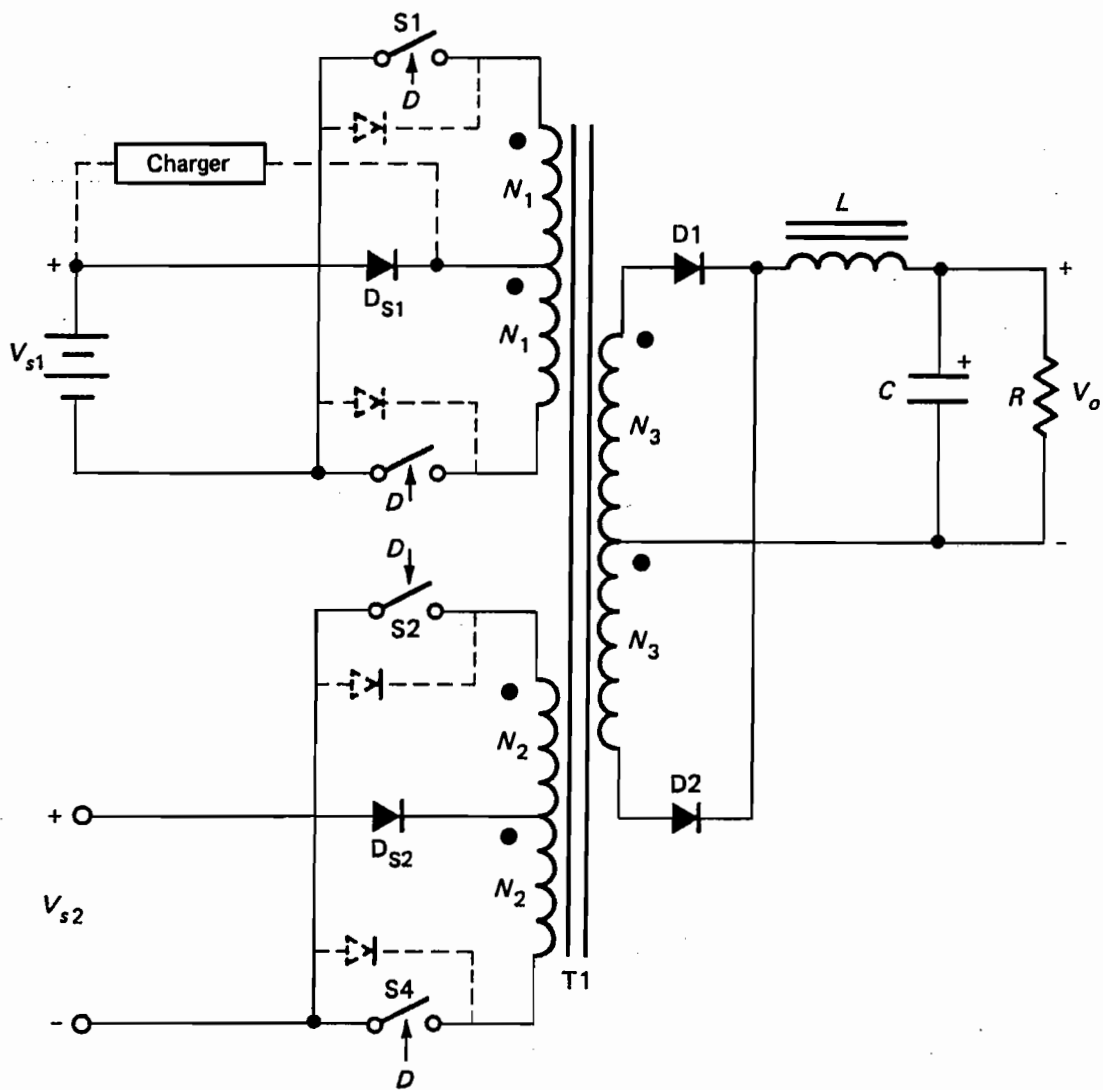 S1
D
Charger
N1
+
DS1
N1
Vs1
D
D
S2
N2
+
DS2
N2
Vs2
S4
-
D
T1
D1
L
+
N3
C
+
R
Vo
-
N3
D2